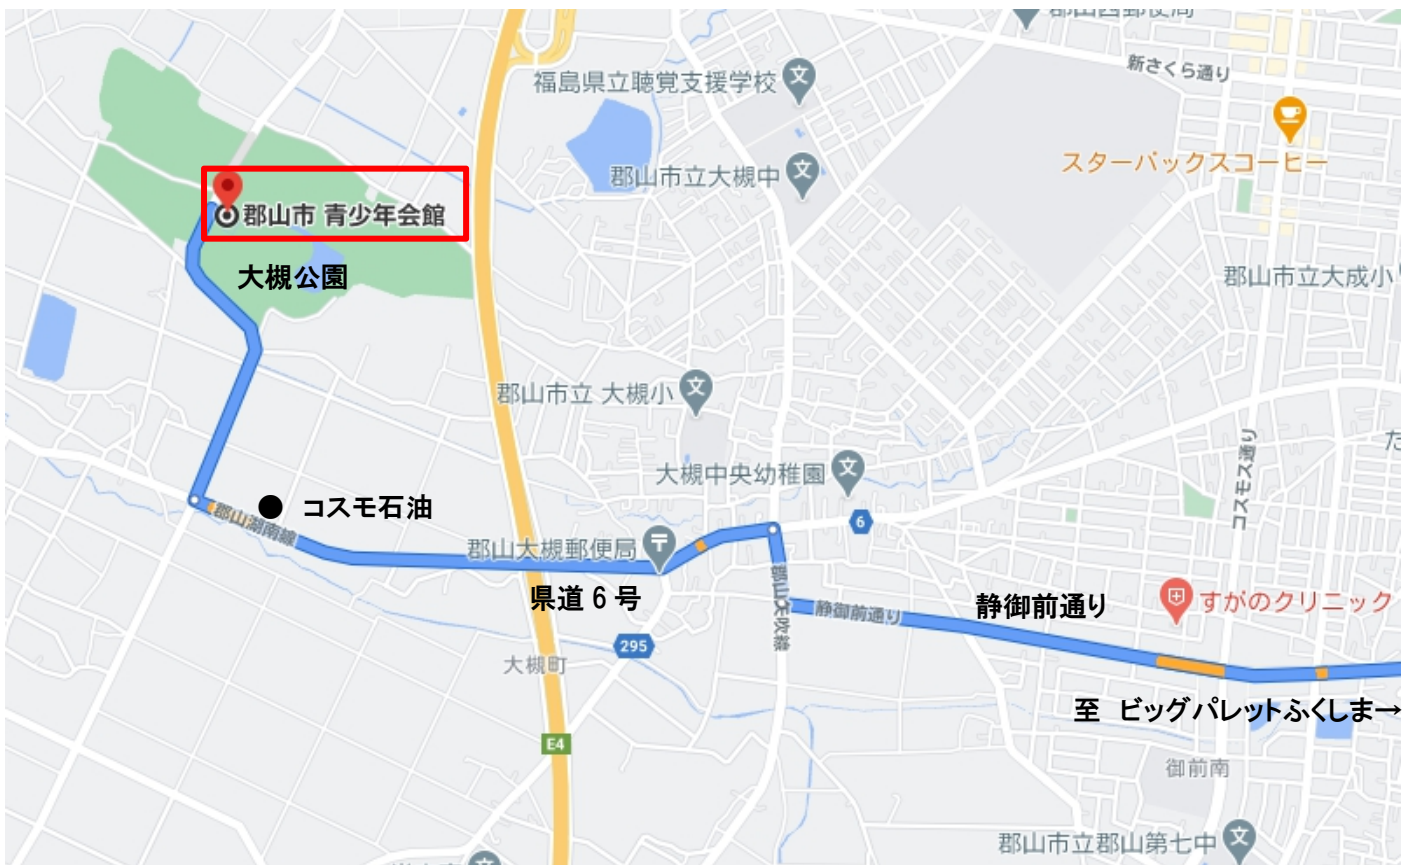 新さくら通り
福島県立聴覚支援学校
郡山市立大槻中
スターバックスコーヒー
郡山市 青少年会館
大槻公園
郡山市立大成小
郡山市立 大槻小
コスモス通り
大槻中央幼稚園
コスモ石油
郡山湖南線
6
郡山大槻郵便局
県道6号
郡山矢吹線
静御前通り
静御前通り
すがのクリニック
295
大槻町
至 ビッグパレットふくしま→
E4
御前南
郡山市立郡山第七中